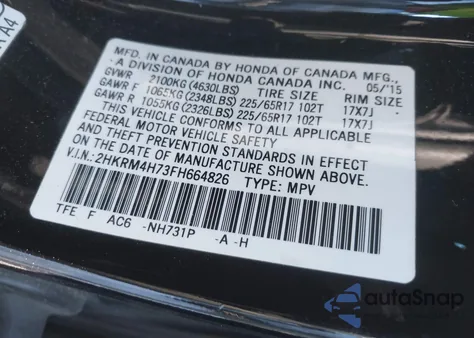 MFD. IN CANADA BY HONDA OF CANADA MFG.,
A DIVISION OF HONDA CANADA INC. 05/'15
GVWR 2100KG (4630LBS) TIRE SIZE RIM SIZE
GAWR F 1065KG (2348LBS) 225/65R17 102T 17X7J
GAWR R 1055KG (2326LBS) 225/65R17 102T 17X7J
THIS VEHICLE CONFORMS TO ALL APPLICABLE
FEDERAL MOTOR VEHICLE SAFETY
AND THEFT PREVENTION STANDARDS IN EFFECT
ON THE DATE OF MANUFACTURE SHOWN ABOVE.
V.I.N.: 2HKRM4H73FH664826 TYPE: MPV
TFE F AC6 -NH731P -A -H
autoSnap